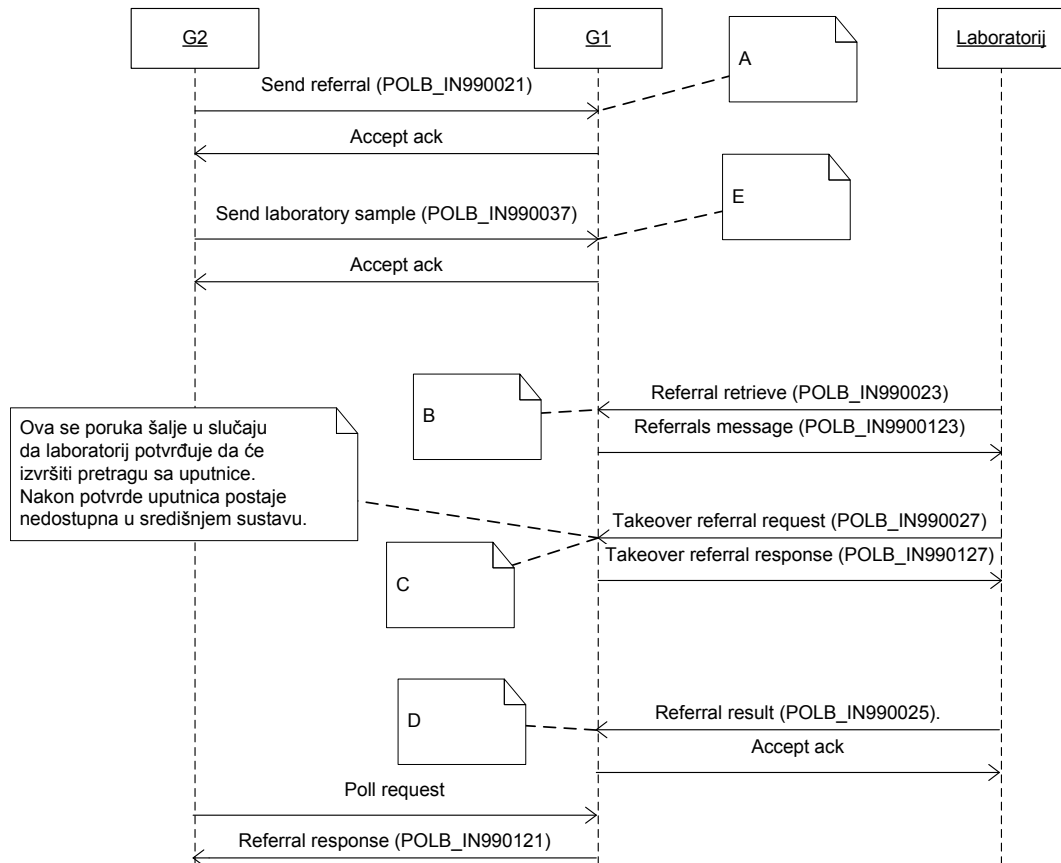 G2
G1
Laboratorij
A
Send referral (POLB_IN990021)
Accept ack
E
Send laboratory sample (POLB_IN990037)
Accept ack
B
Referral retrieve (POLB_IN990023)
Referrals message (POLB_IN9900123)
Ova se poruka šalje u slučaju
da laboratorij potvrđuje da će
izvršiti pretragu sa uputnice.
Nakon potvrde uputnica postaje
nedostupna u središnjem sustavu.
Takeover referral request (POLB_IN990027)
Takeover referral response (POLB_IN990127)
C
D
Referral result (POLB_IN990025).
Accept ack
Poll request
Referral response (POLB_IN990121)